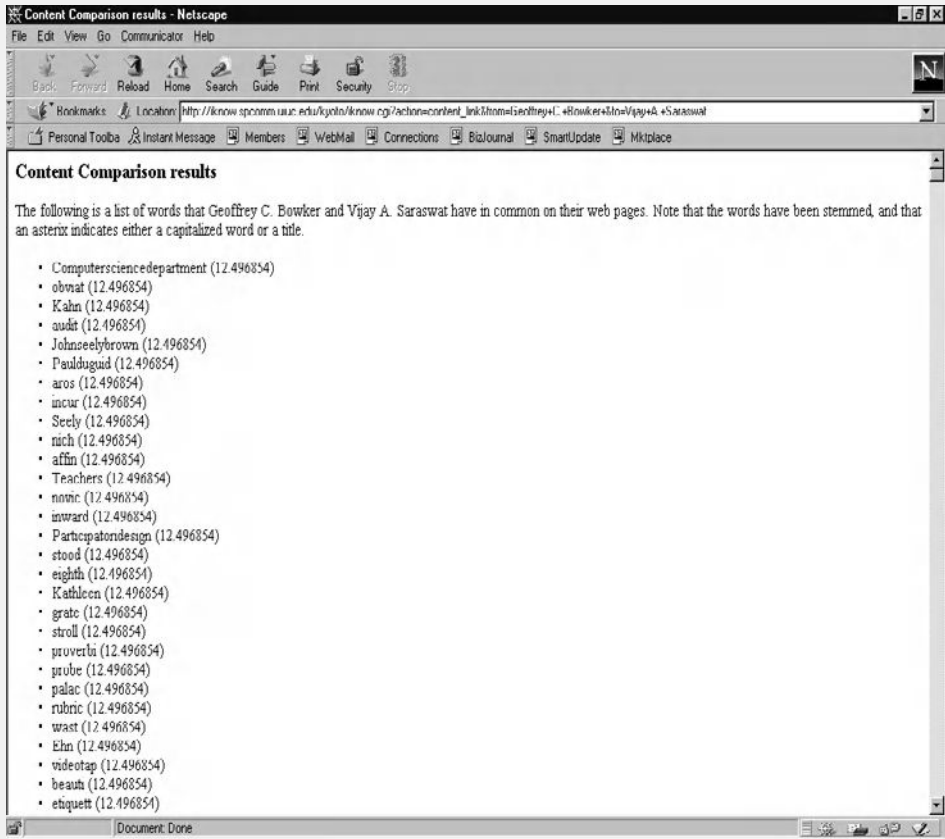 Content Comparison results - Netscape
File Edit View Go Communicator Help
N
Back Forward Reload Home Search Guide Print Security Stop
Bookmarks Location: http://iknow.spcomm.uiuc.edu/kyoto/iknow.cgi?action=content_link&from=Geoffrey+C.+Bowker+&to=Vijay+A.+Saraswat
Personal Toolba Instant Message Members WebMail Connections BizJournal SmartUpdate Mktplace
Content Comparison results
The following is a list of words that Geoffrey C. Bowker and Vijay A. Saraswat have in common on their web pages. Note that the words have been stemmed, and that
an asterix indicates either a capitalized word or a title.
• Computersciencedepartment (12.496854)
• obviat (12.496854)
• Kahn (12.496854)
• audit (12.496854)
• Johnseelybrown (12.496854)
• Paulduguid (12.496854)
• aros (12.496854)
• incur (12.496854)
• Seely (12.496854)
• nich (12.496854)
• affin (12.496854)
• Teachers (12.496854)
• novic (12.496854)
• inward (12.496854)
• Participatordesign (12.496854)
• stood (12.496854)
• eighth (12.496854)
• Kathleen (12.496854)
• grate (12.496854)
• stroll (12.496854)
• proverbi (12.496854)
• probe (12.496854)
• palac (12.496854)
• rubric (12.496854)
• wast (12.496854)
• Ehn (12.496854)
• videotap (12.496854)
• beauti (12.496854)
• etiquett (12.496854)
Document: Done